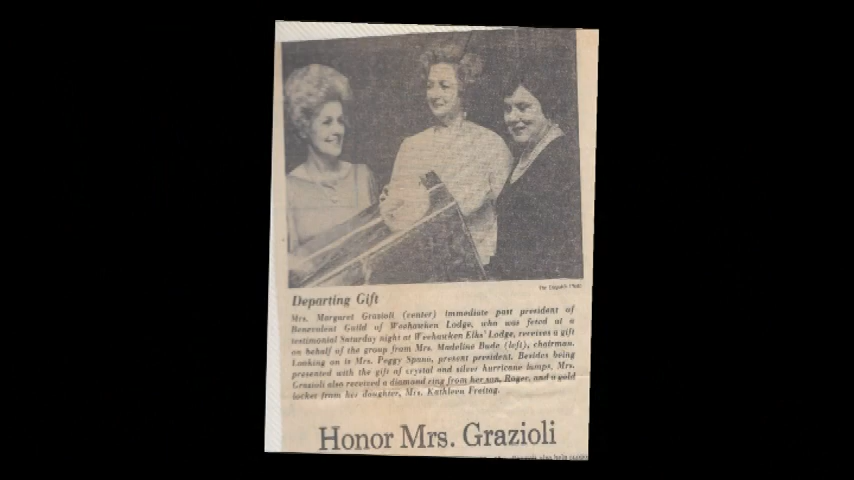 The Dispatch Photo
Departing Gift
Mrs. Margaret Grazioli (center) immediate past president of
Benevolent Guild of Weehawken Lodge, who was feted at a
testimonial Saturday night at Weehawken Elks' Lodge, receives a gift
on behalf of the group from Mrs. Madeline Bade (left), chairman.
Looking on is Mrs. Peggy Spano, present president. Besides being
presented with the gift of crystal and silver hurricane lamps, Mrs.
Grazioli also received a diamond ring from her son, Roger, and a gold
locket from her daughter, Mrs. Kathleen Freitag.
Honor Mrs. Grazioli